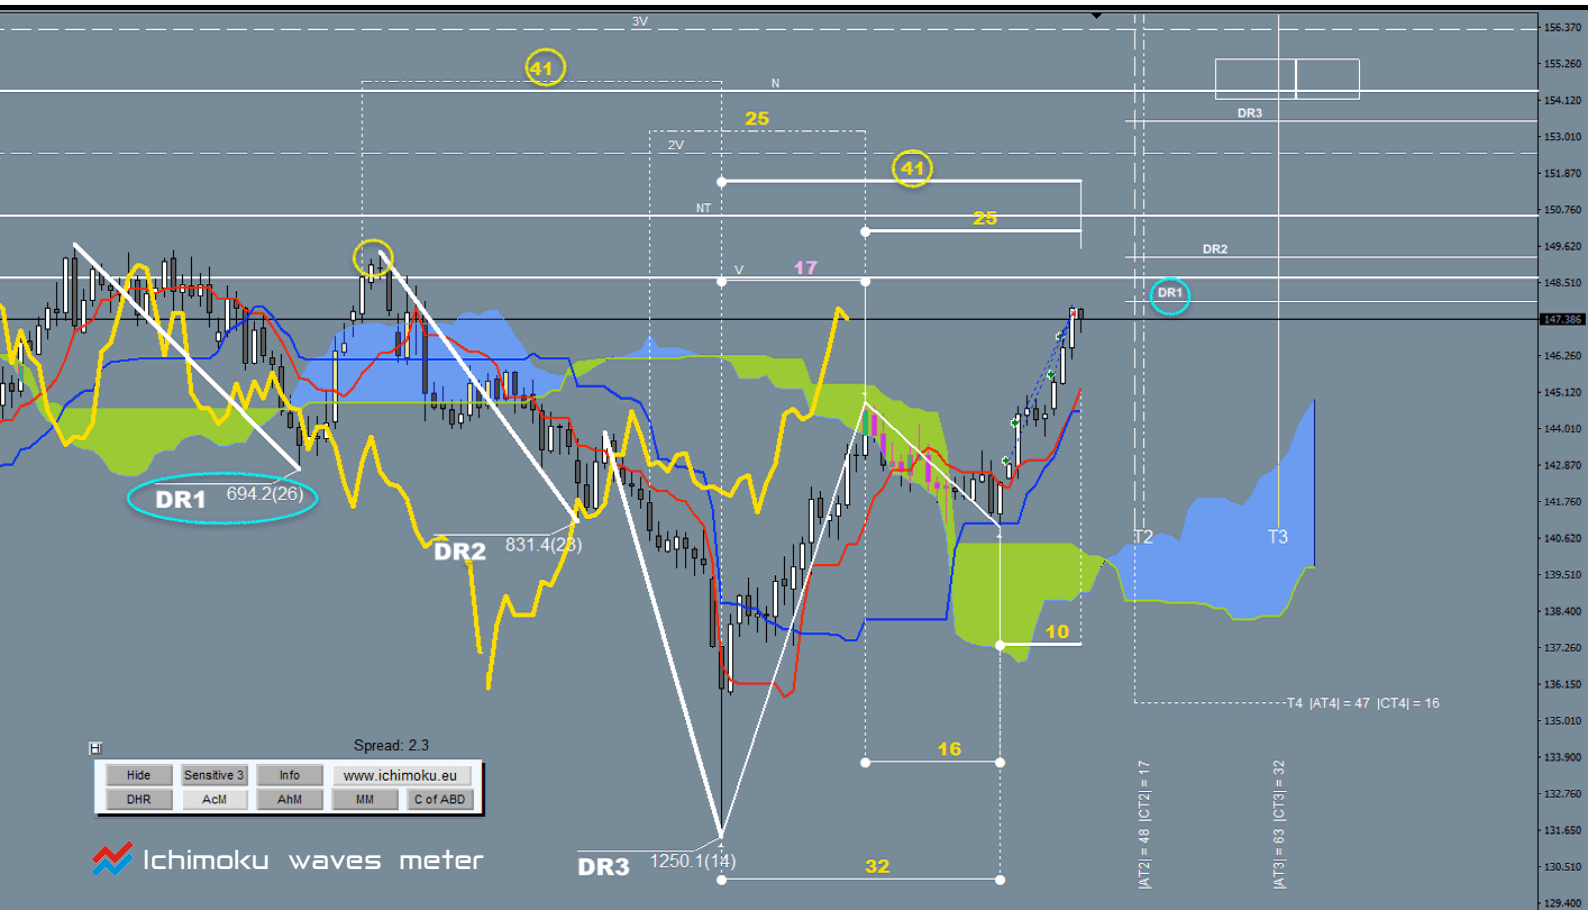 3V
156.370
41
155.260
N
154.120
DR3
25
153.010
2V
41
151.870
NT
150.760
25
DR2
149.620
V
17
DR1
148.510
147.386
146.260
145.120
144.010
142.870
DR1
694.2(26)
141.760
DR2
831.4(23)
T2
T3
140.620
139.510
138.400
10
137.260
136.150
T4 |AT4| = 47 |CT4| = 16
135.010
H
Spread: 2.3
16
133.900
Hide
Sensitive 3
Info
www.ichimoku.eu
DHR
AcM
AhM
MM
C of ABD
132.760
|AT2| = 48 |CT2| = 17
|AT3| = 63 |CT3| = 32
131.650
Ichimoku waves meter
DR3
1250.1(14)
32
130.510
129.400